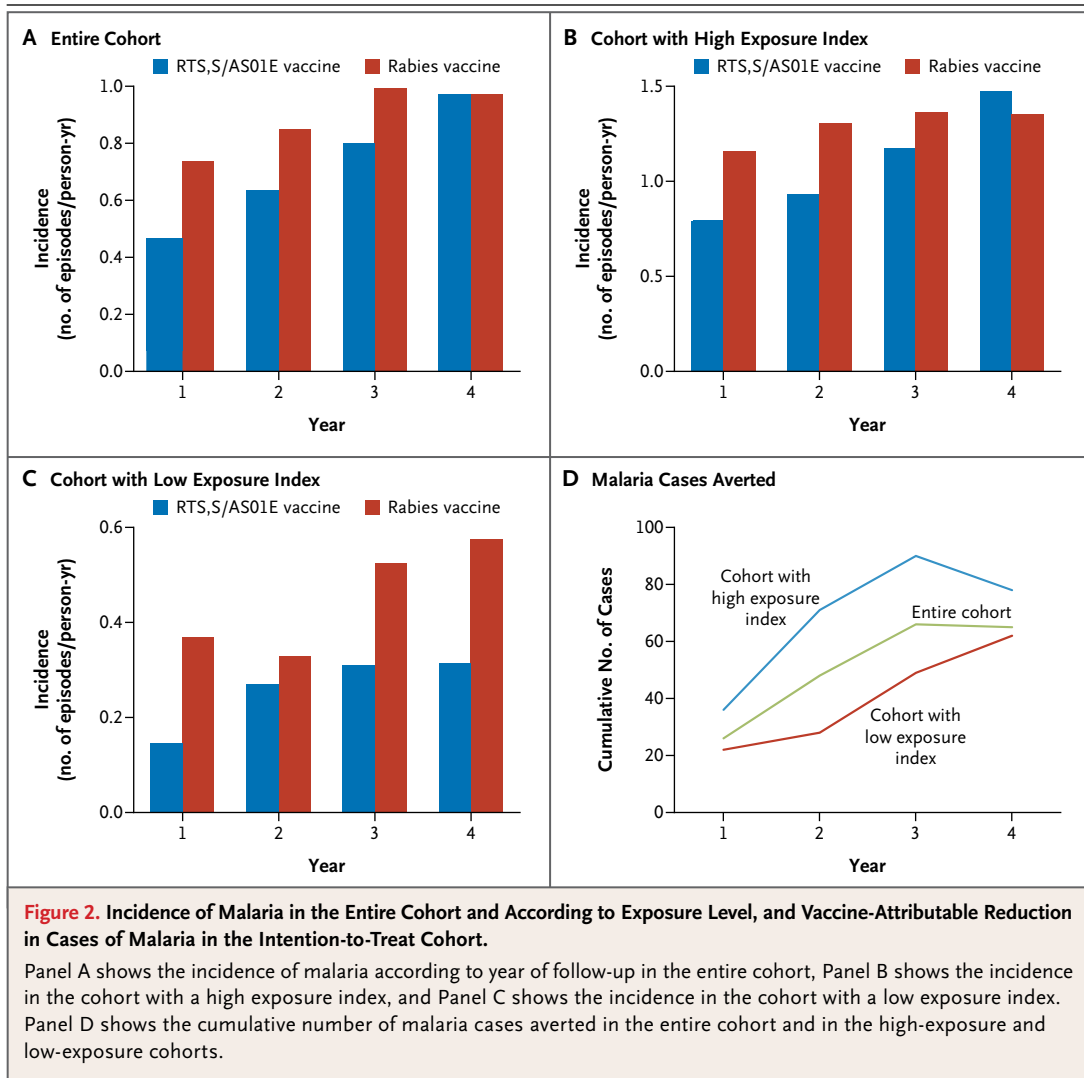 A Entire Cohort
RTS,S/AS01E vaccine Rabies vaccine
Incidence
(no. of episodes/person-yr)
1.0
0.8
0.6
0.4
0.2
0.0
1 2 3 4
Year
B Cohort with High Exposure Index
RTS,S/AS01E vaccine Rabies vaccine
Incidence
(no. of episodes/person-yr)
1.5
1.0
0.5
0.0
1 2 3 4
Year
C Cohort with Low Exposure Index
RTS,S/AS01E vaccine Rabies vaccine
Incidence
(no. of episodes/person-yr)
0.6
0.4
0.2
0.0
1 2 3 4
Year
D Malaria Cases Averted
Cumulative No. of Cases
100
80
60
40
20
0
Cohort with
high exposure
index
Entire cohort
Cohort with
low exposure
index
1 2 3 4
Year
Figure 2. Incidence of Malaria in the Entire Cohort and According to Exposure Level, and Vaccine-Attributable Reduction
in Cases of Malaria in the Intention-to-Treat Cohort.
Panel A shows the incidence of malaria according to year of follow-up in the entire cohort, Panel B shows the incidence
in the cohort with a high exposure index, and Panel C shows the incidence in the cohort with a low exposure index.
Panel D shows the cumulative number of malaria cases averted in the entire cohort and in the high-exposure and
low-exposure cohorts.